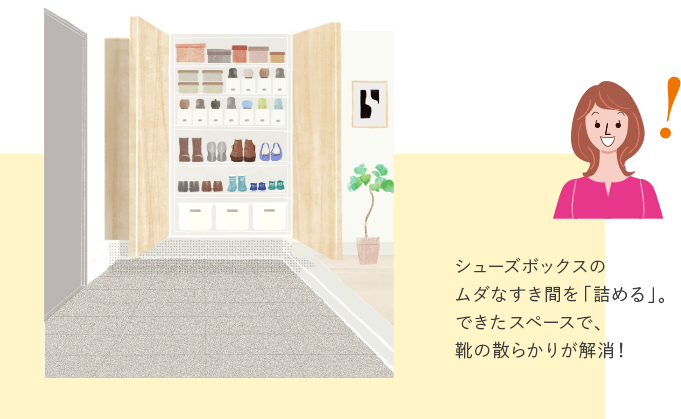 シューズボックスの
ムダなすき間を「詰める」。
できたスペースで、
靴の散らかりが解消！